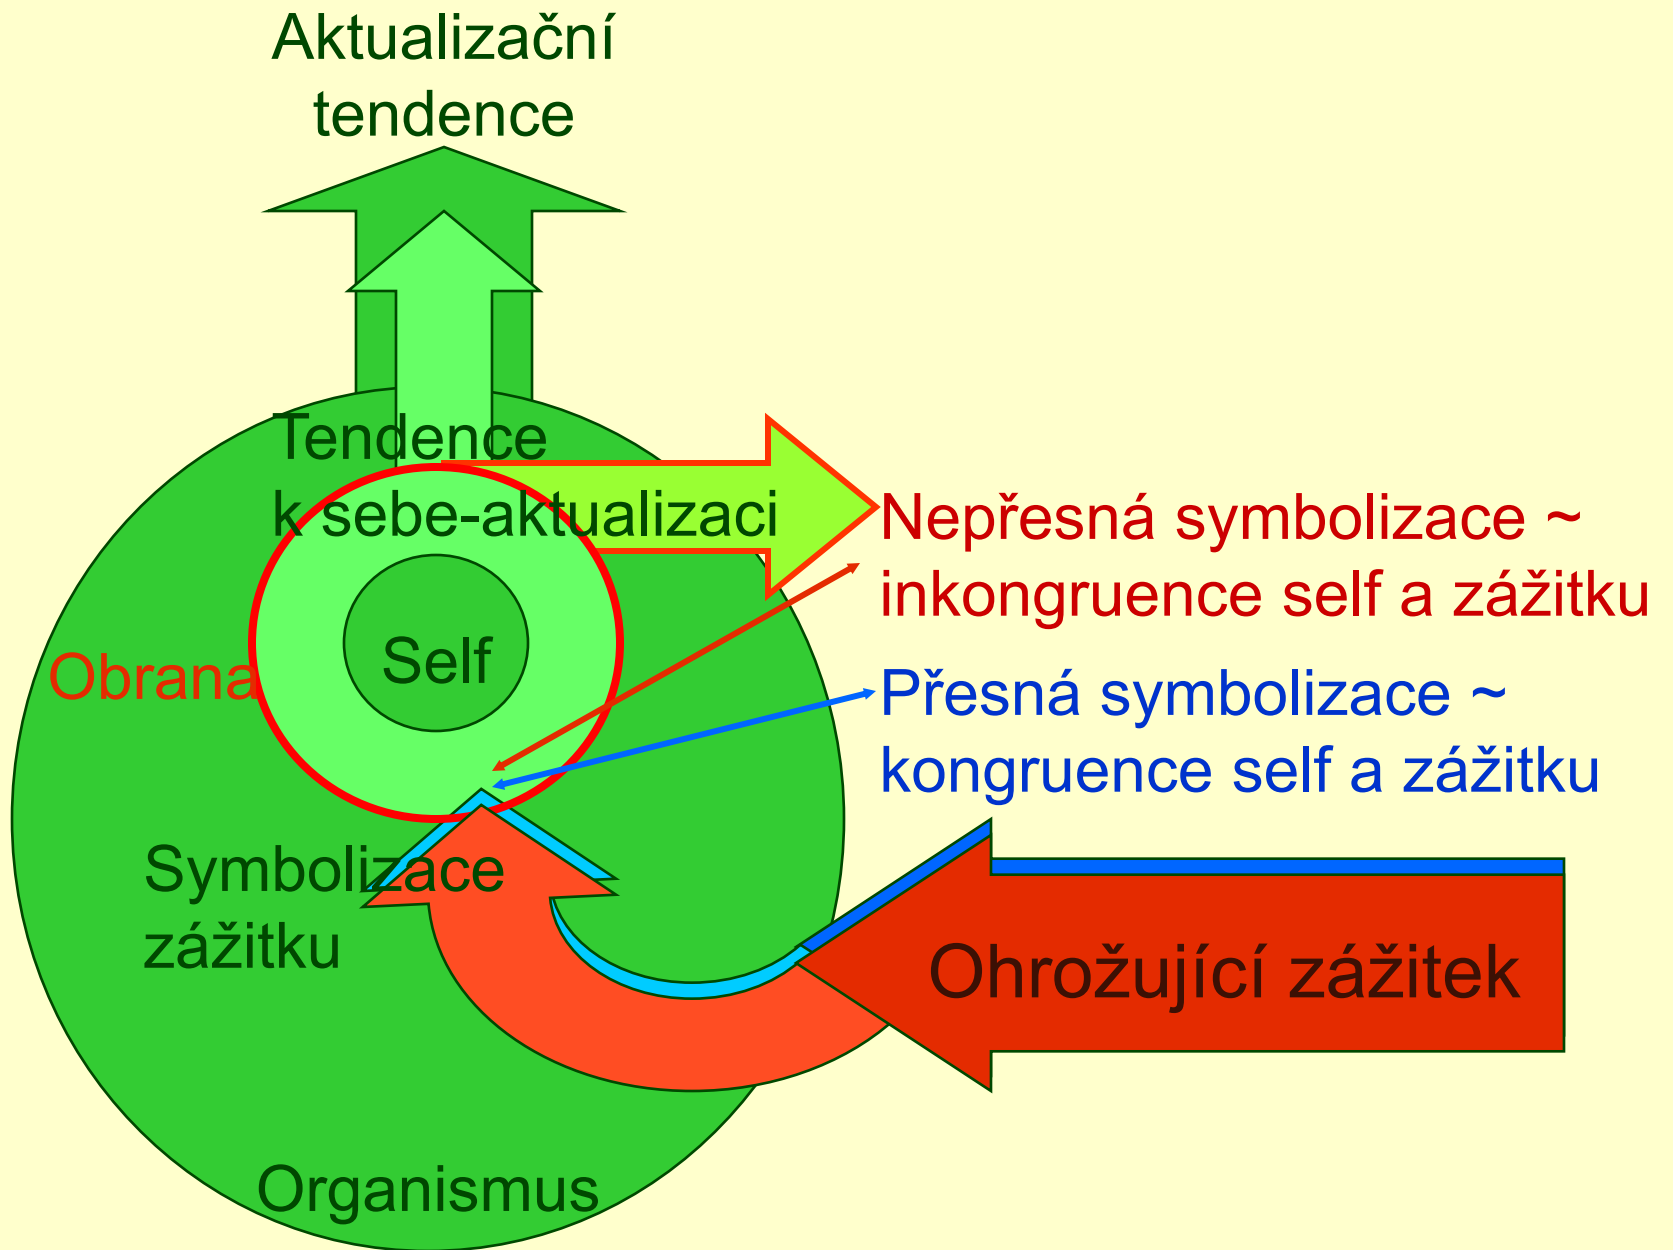 Aktualizační
tendence
Tendence
k sebe-aktualizaci
Nepřesná symbolizace ~
inkongruence self a zážitku
Self
Obrana
Přesná symbolizace ~
kongruence self a zážitku
Symbolizace
zážitku
Ohrožující zážitek
Organismus